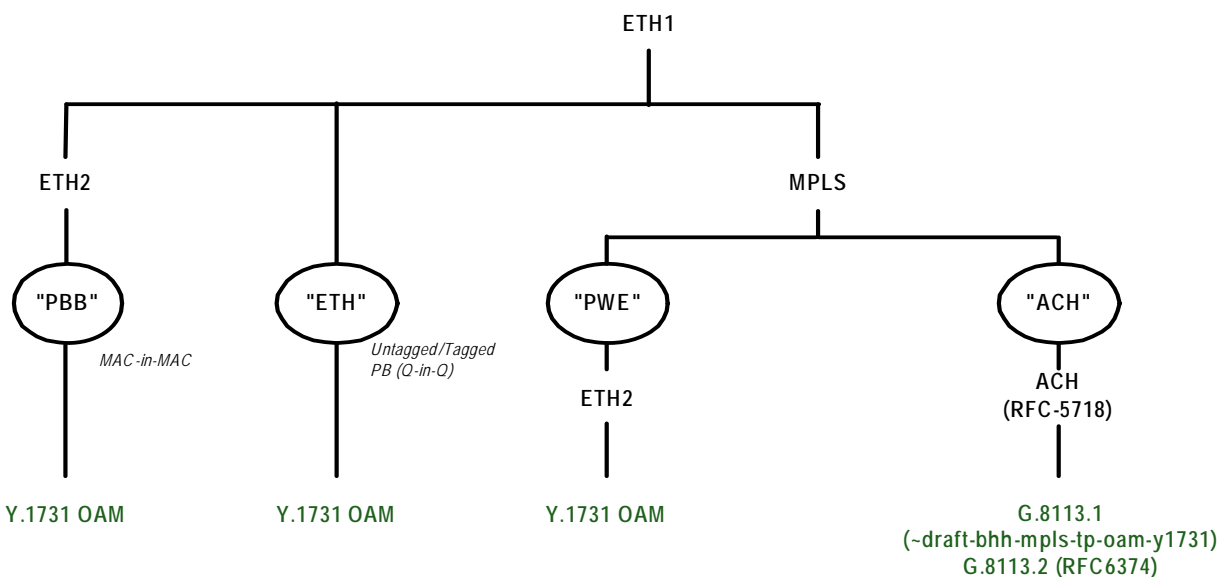 ETH1
ETH2
MPLS
"PBB"
"ETH"
"PWE"
"ACH"
MAC-in-MAC
Untagged/Tagged
PB (Q-in-Q)
ETH2
ACH
(RFC-5718)
Y.1731 OAM
Y.1731 OAM
Y.1731 OAM
G.8113.1
(~draft-bhh-mpls-tp-oam-y1731)
G.8113.2 (RFC6374)